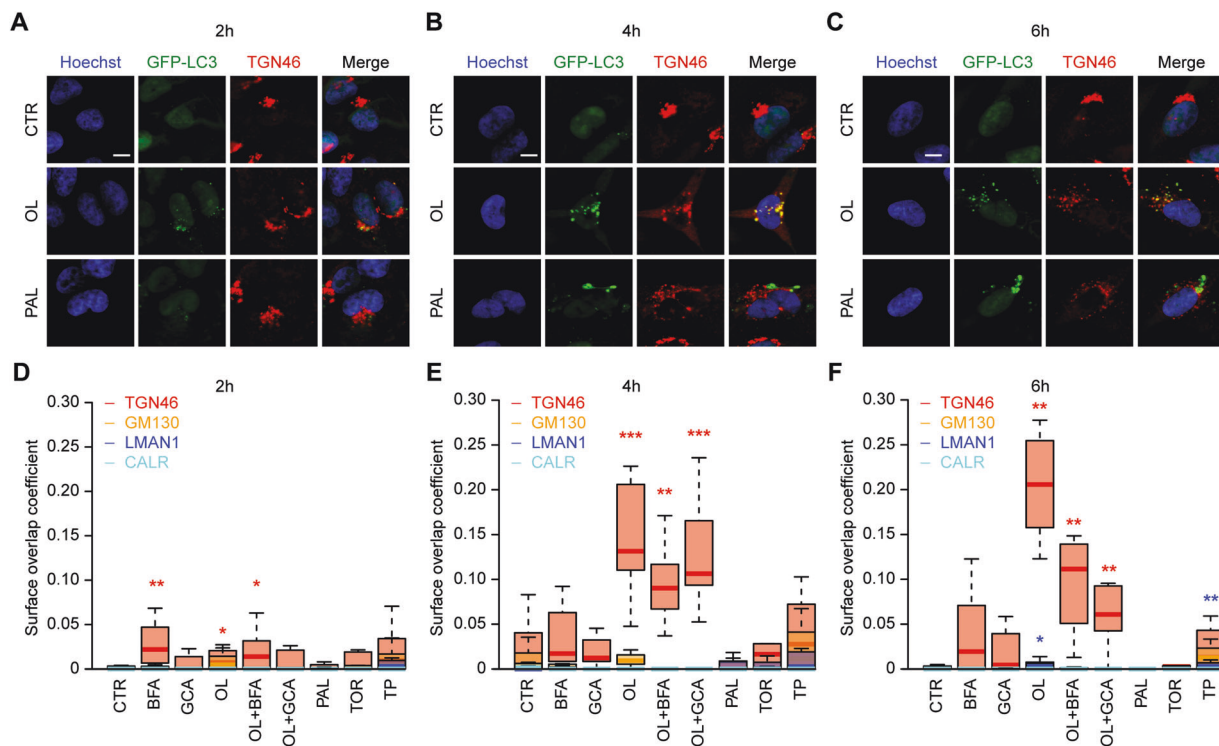 A 2h
Hoechst GFP-LC3 TGN46 Merge
CTR
OL
PAL
B 4h
Hoechst GFP-LC3 TGN46 Merge
CTR
OL
PAL
C 6h
Hoechst GFP-LC3 TGN46 Merge
CTR
OL
PAL
D 2h
Surface overlap coefficient
0.30
0.25
0.20
0.15
0.10
0.05
0
TGN46
GM130
LMAN1
CALR
** * *
CTR BFA GCA OL OL+BFA OL+GCA PAL TOR TP
E 4h
Surface overlap coefficient
0.30
0.25
0.20
0.15
0.10
0.05
0
TGN46
GM130
LMAN1
CALR
*** ** ***
CTR BFA GCA OL OL+BFA OL+GCA PAL TOR TP
F 6h
Surface overlap coefficient
0.30
0.25
0.20
0.15
0.10
0.05
0
TGN46
GM130
LMAN1
CALR
** * ** ** **
CTR BFA GCA OL OL+BFA OL+GCA PAL TOR TP